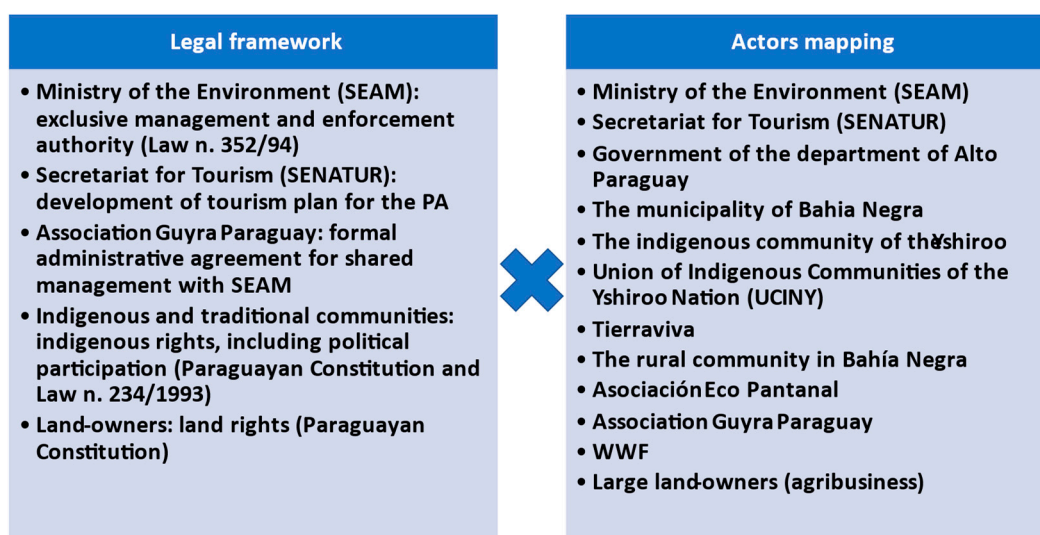 Legal framework
• Ministry of the Environment (SEAM):
exclusive management and enforcement
authority (Law n. 352/94)
• Secretariat for Tourism (SENATUR):
development of tourism plan for the PA
• Association Guyra Paraguay: formal
administrative agreement for shared
management with SEAM
• Indigenous and traditional communities:
indigenous rights, including political
participation (Paraguayan Constitution and
Law n. 234/1993)
• Land-owners: land rights (Paraguayan
Constitution)
Actors mapping
• Ministry of the Environment (SEAM)
• Secretariat for Tourism (SENATUR)
• Government of the department of Alto
Paraguay
• The municipality of Bahia Negra
• The indigenous community of the Yshiroo
• Union of Indigenous Communities of the
Yshiroo Nation (UCINY)
• Tierraviva
• The rural community in Bahía Negra
• Asociación Eco Pantanal
• Association Guyra Paraguay
• WWF
• Large land-owners (agribusiness)